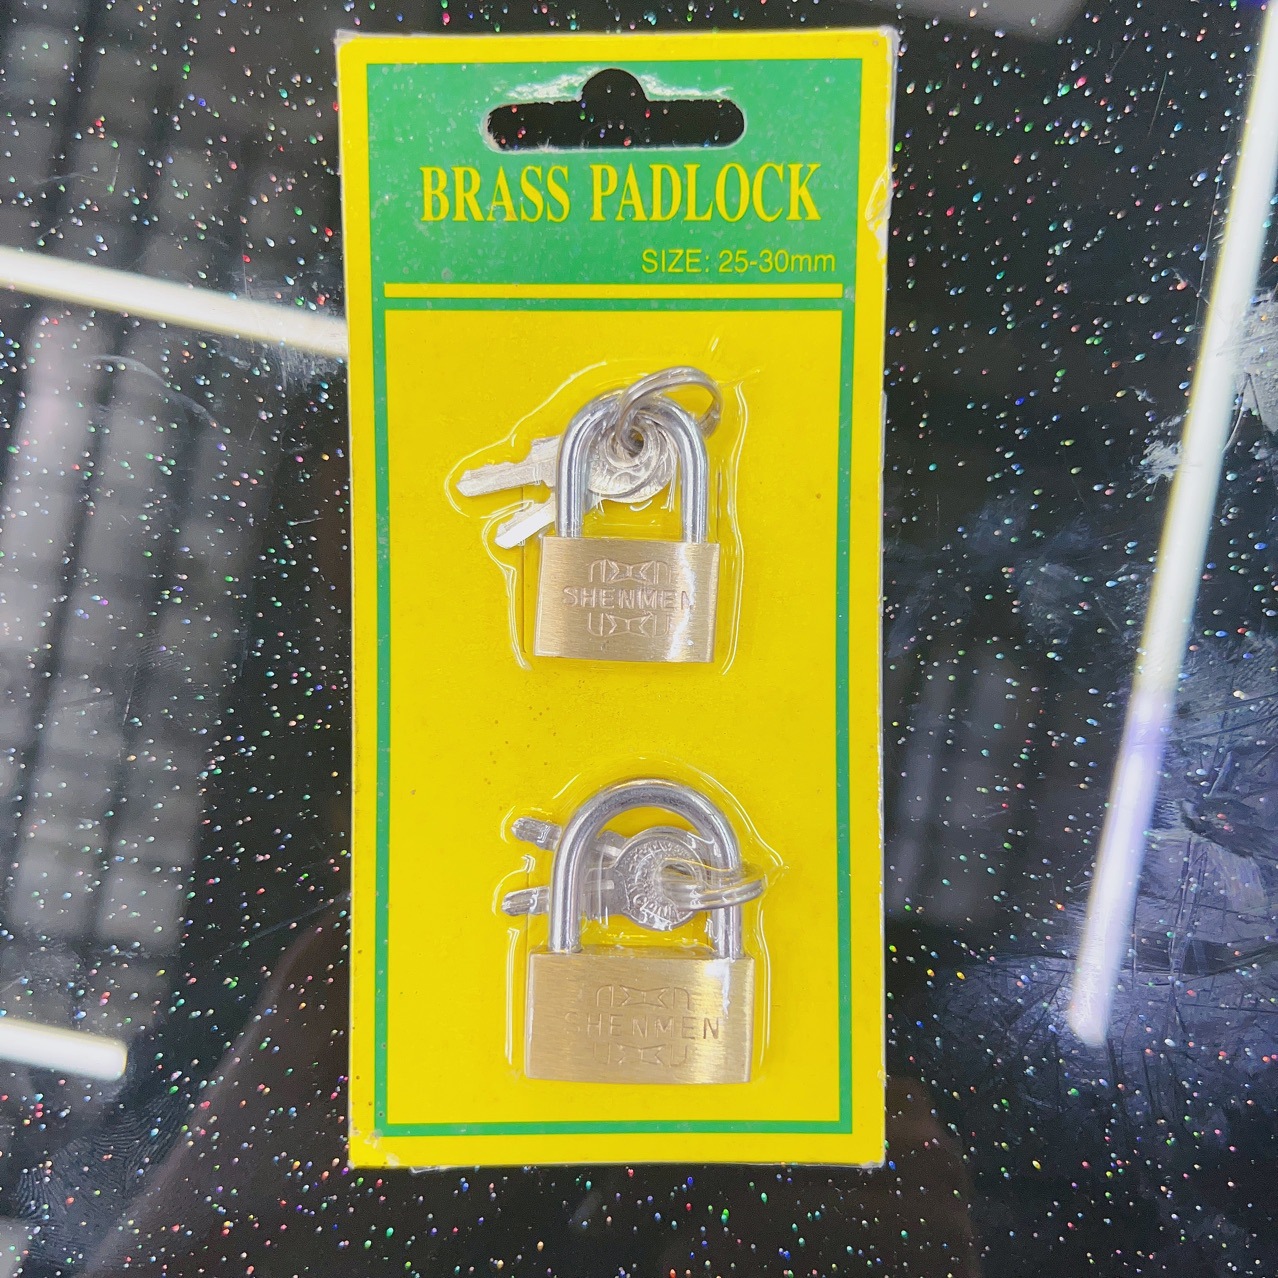 BRASS PADLOCK
SIZE: 25-30mm
SHENMEN
SHENMEN